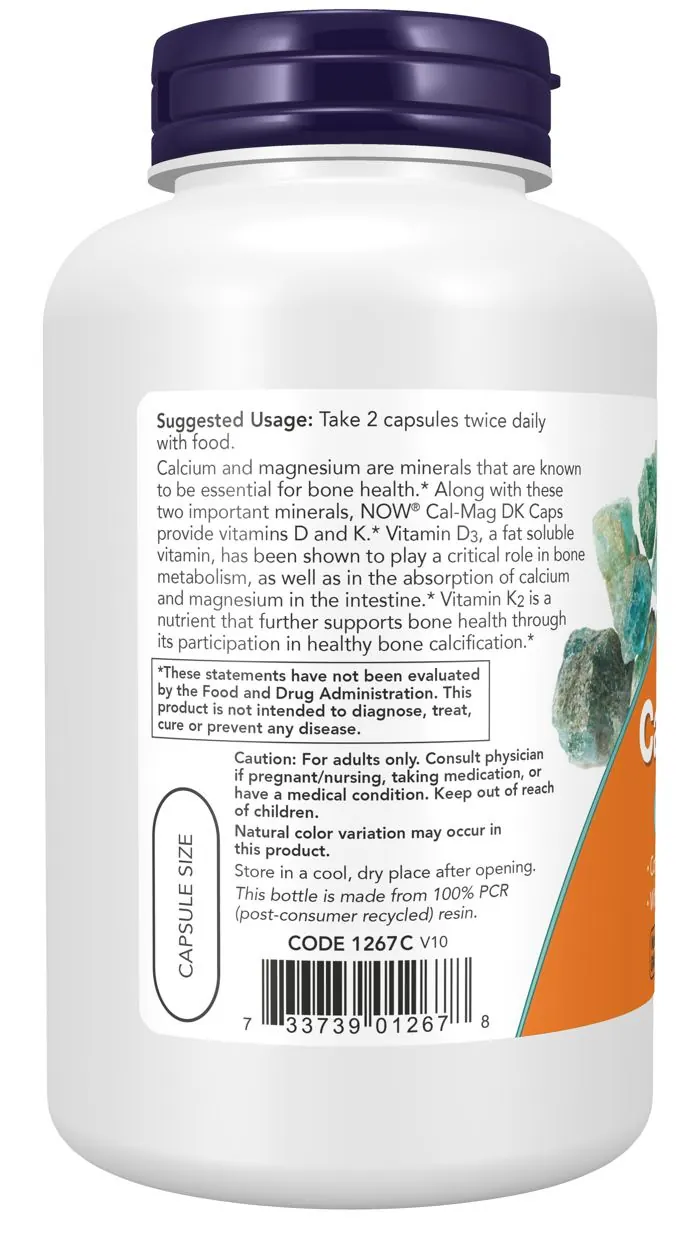 Suggested Usage: Take 2 capsules twice daily
with food.
Calcium and magnesium are minerals that are known
to be essential for bone health.* Along with these
two important minerals, NOW® Cal-Mag DK Caps
provide vitamins D and K.* Vitamin D3, a fat soluble
vitamin, has been shown to play a critical role in bone
metabolism, as well as in the absorption of calcium
and magnesium in the intestine.* Vitamin K2 is a
nutrient that further supports bone health through
its participation in healthy bone calcification.*
*These statements have not been evaluated
by the Food and Drug Administration. This
product is not intended to diagnose, treat,
cure or prevent any disease.
Caution: For adults only. Consult physician
if pregnant/nursing, taking medication, or
have a medical condition. Keep out of reach
of children.
Natural color variation may occur in
this product.
Store in a cool, dry place after opening.
This bottle is made from 100% PCR
(post-consumer recycled) resin.
CAPSULE SIZE
CODE 1267C V10
7 33739 01267 8